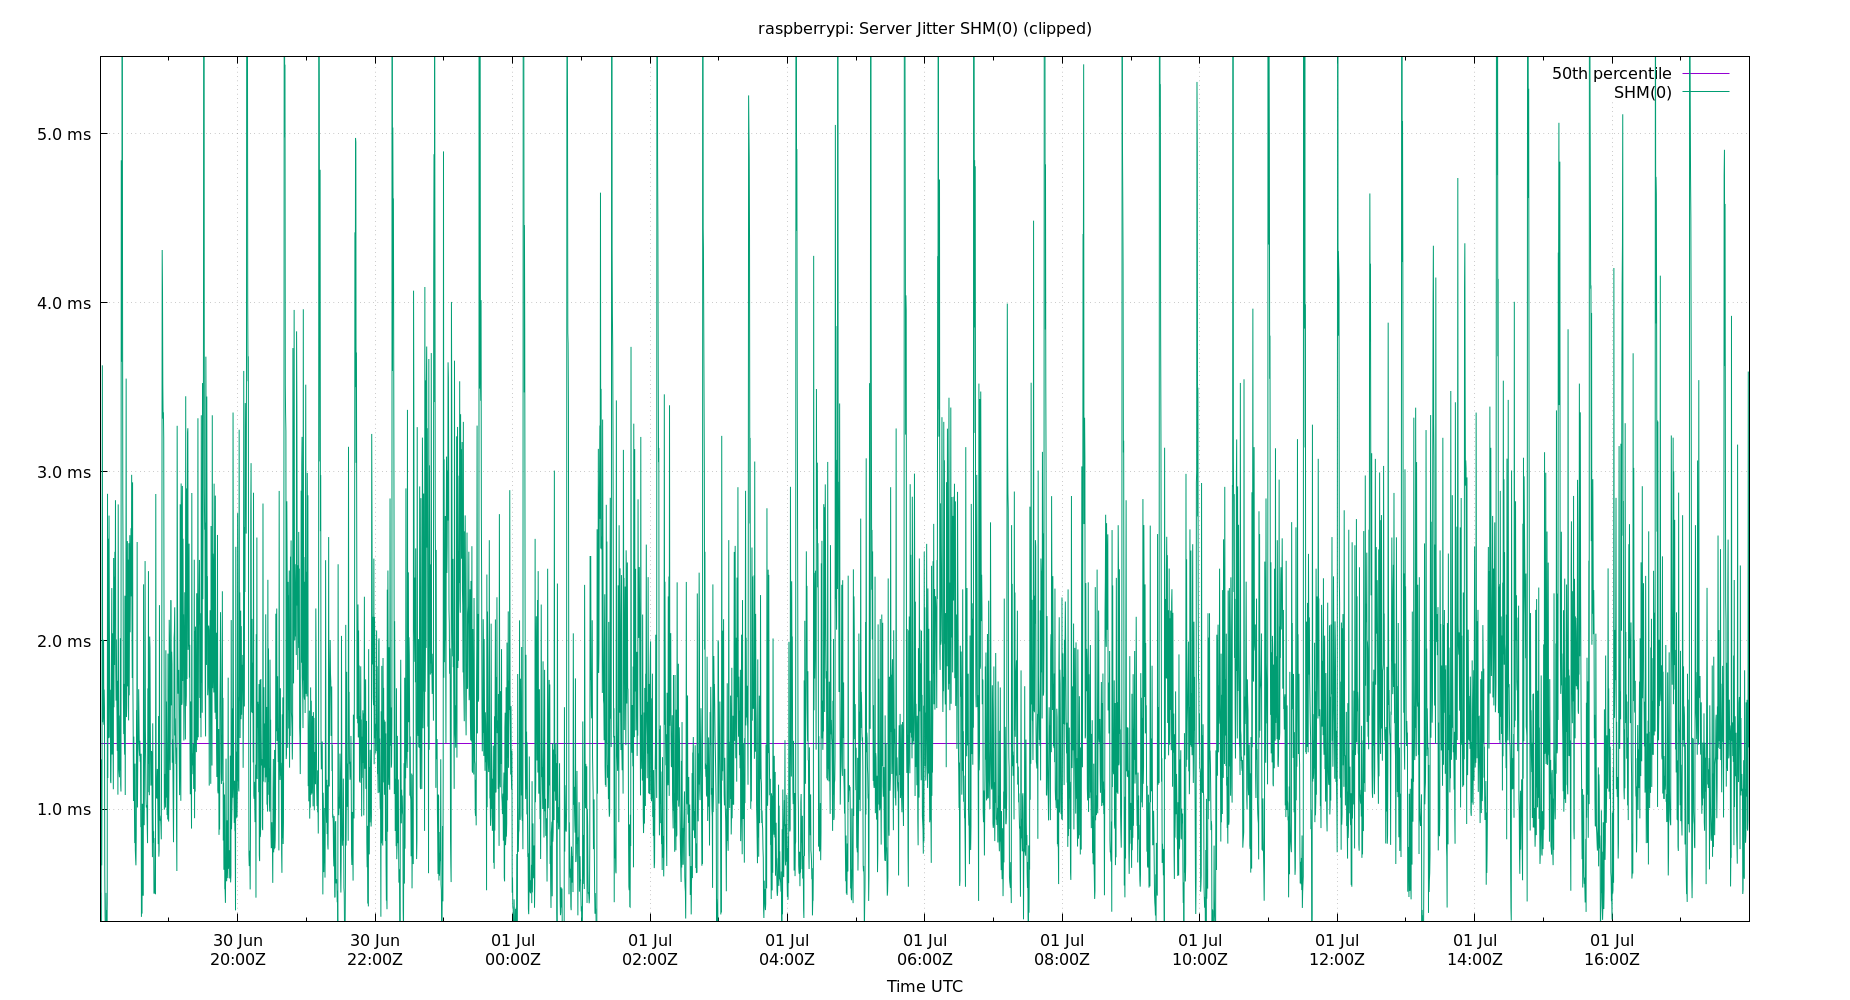 raspberrypi: Server Jitter SHM(0) (clipped)
50th percentile
SHM(0)
5.0 ms
4.0 ms
3.0 ms
2.0 ms
1.0 ms
30 Jun 30 Jun 01 Jul 01 Jul 01 Jul 01 Jul 01 Jul 01 Jul 01 Jul 01 Jul 01 Jul
20:00Z 22:00Z 00:00Z 02:00Z 04:00Z 06:00Z 08:00Z 10:00Z 12:00Z 14:00Z 16:00Z
Time UTC